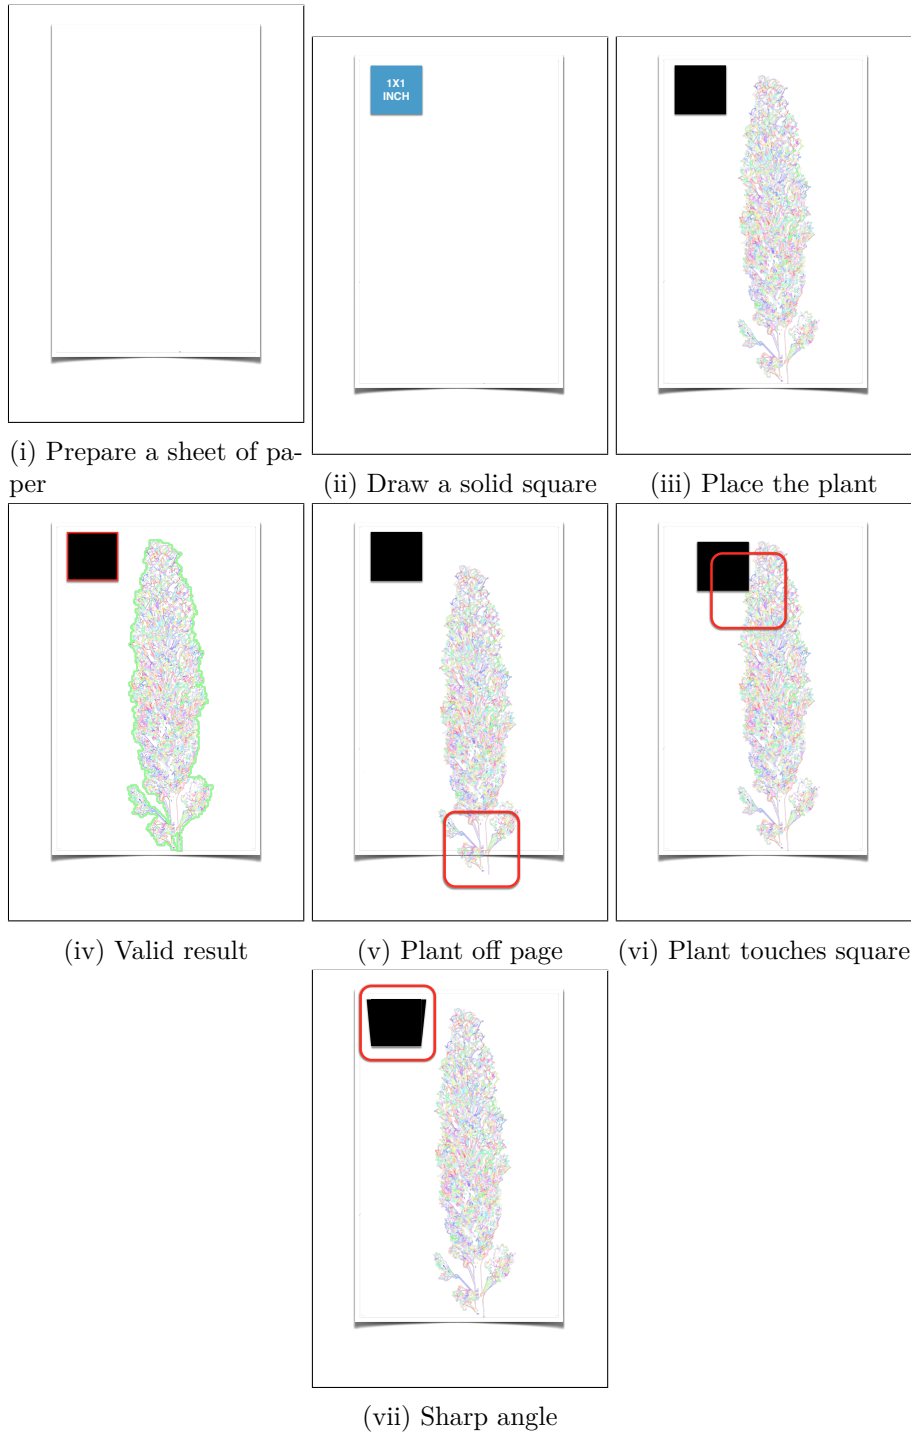 1X1
INCH
(i) Prepare a sheet of pa-
per
(ii) Draw a solid square
(iii) Place the plant
(iv) Valid result
(v) Plant off page
(vi) Plant touches square
(vii) Sharp angle